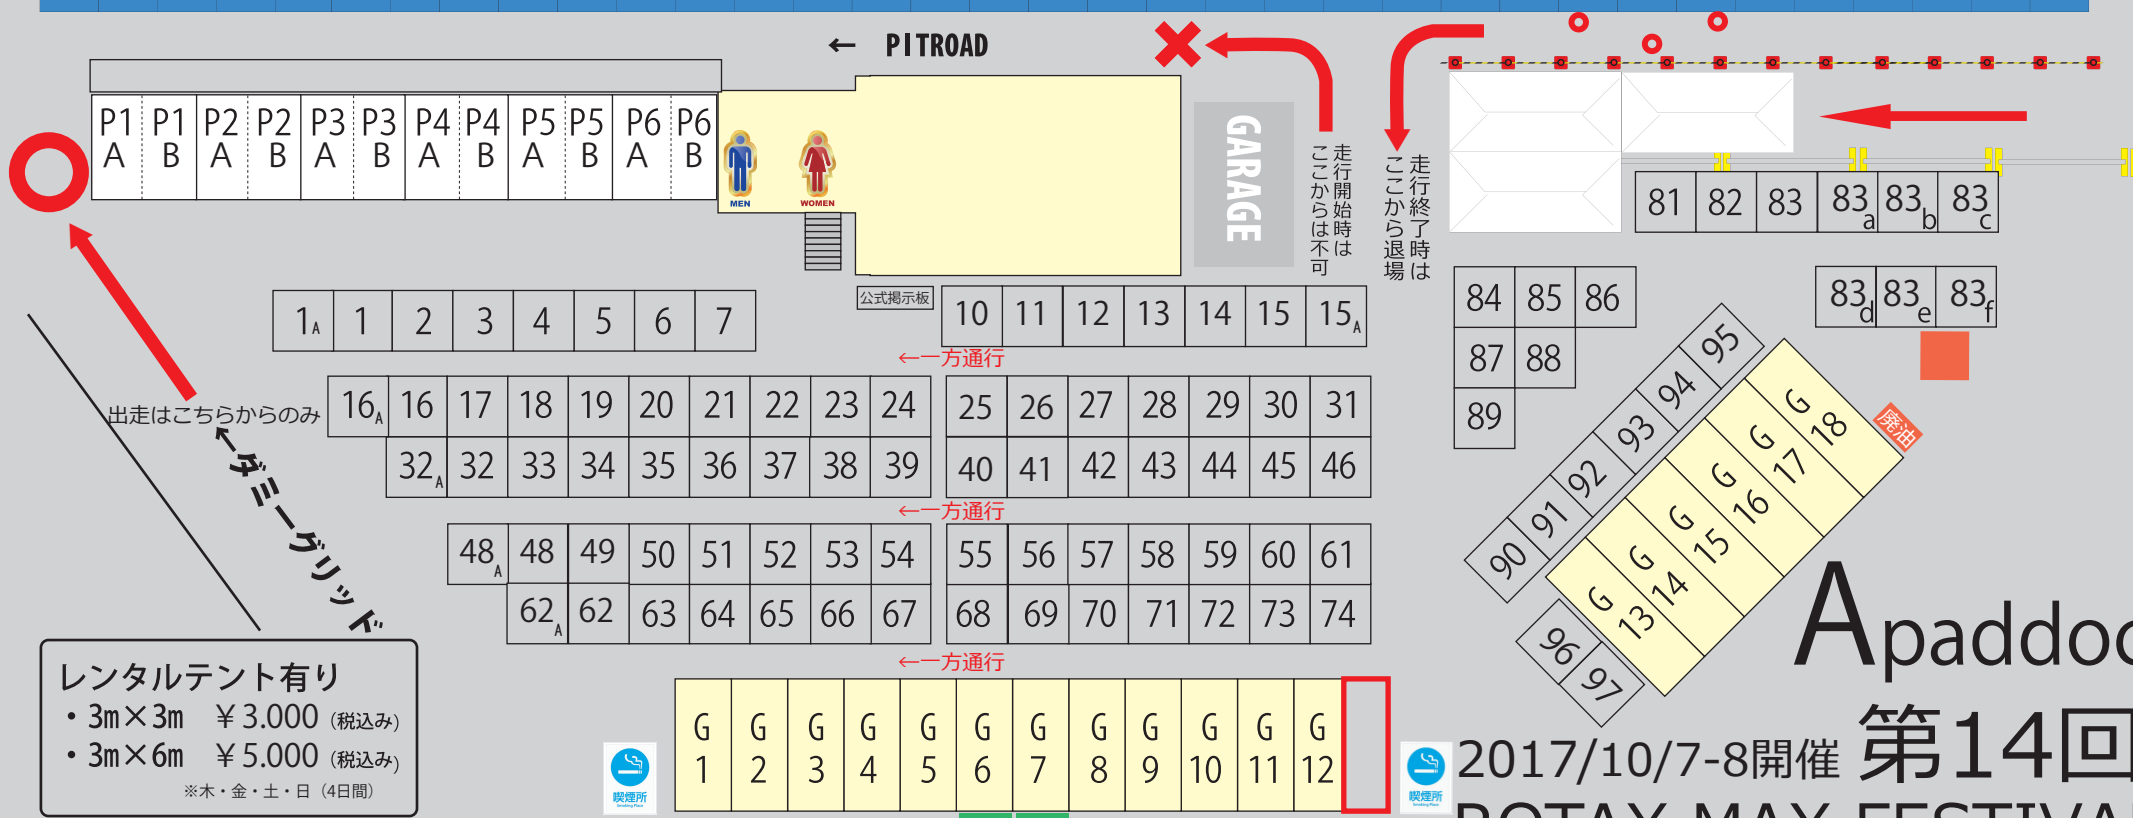 ← PITROAD
P1 A
P1 B
P2 A
P2 B
P3 A
P3 B
P4 A
P4 B
P5 A
P5 B
P6 A
P6 B
MEN
WOMEN
GARAGE
走行開始時は
ここからは不可
走行終了時は
ここから退場
81 82 83 83a 83b 83c
84 85 86
83d 83e 83f
87 88
89
公式掲示板
1A 1 2 3 4 5 6 7
10 11 12 13 14 15 15A
←一方通行
16A 16 17 18 19 20 21 22 23 24
25 26 27 28 29 30 31
32A 32 33 34 35 36 37 38 39
40 41 42 43 44 45 46
←一方通行
48A 48 49 50 51 52 53 54
55 56 57 58 59 60 61
62A 62 63 64 65 66 67
68 69 70 71 72 73 74
←一方通行
出走はこちらからのみ
←ダミーグリッド
90 91 92 93 94 95
G 13
G 14
G 15
G 16
G 17
G 18
廃油
96 97
G 1
G 2
G 3
G 4
G 5
G 6
G 7
G 8
G 9
G 10
G 11
G 12
喫煙所
Smoking Place
喫煙所
Smoking Place
レンタルテント有り
・3m×3m ¥3.000(税込み)
・3m×6m ¥5.000(税込み)
※木・金・土・日(4日間)
Apaddoc
2017/10/7-8開催 第14回
ROTAX MAX FESTIVA